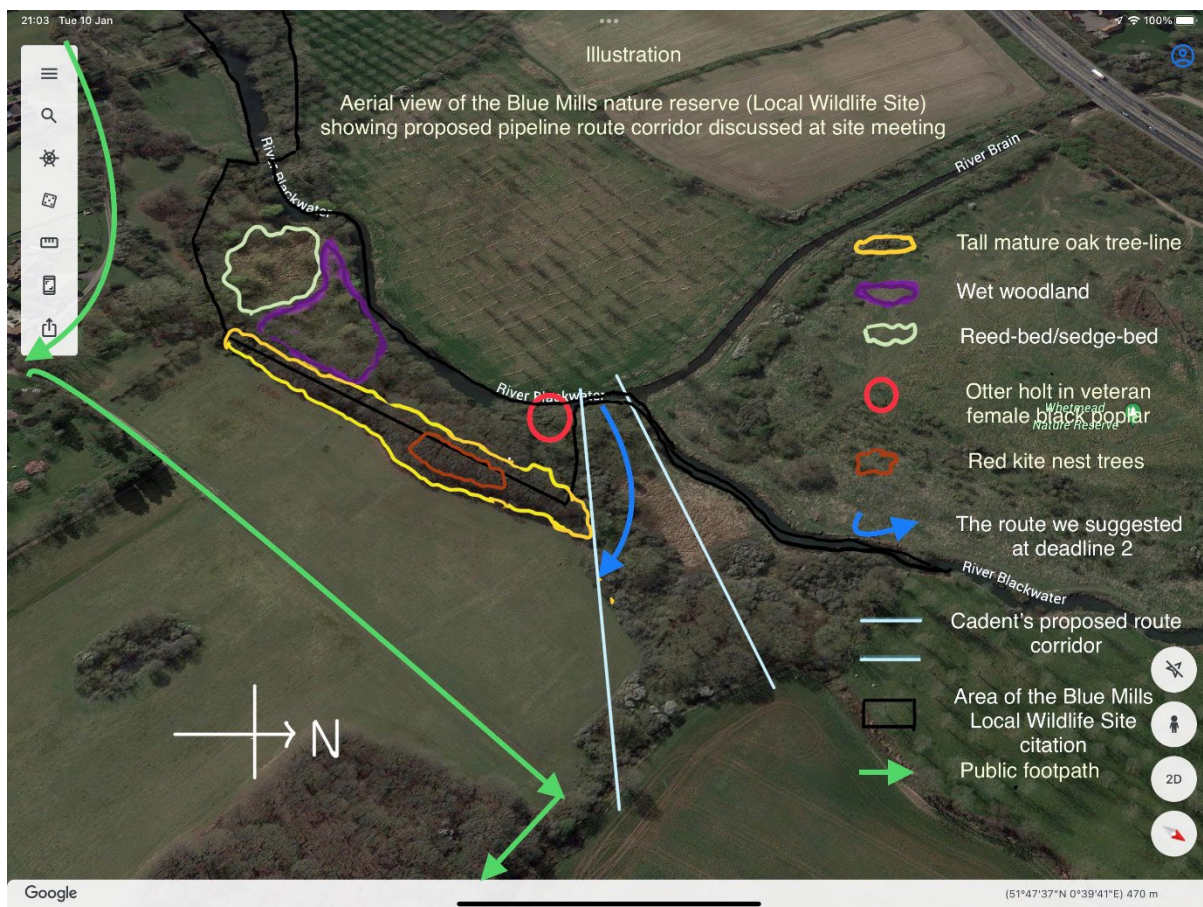 21:03 Tue 10 Jan
100%
Illustration
Aerial view of the Blue Mills nature reserve (Local Wildlife Site)
showing proposed pipeline route corridor discussed at site meeting
River Blackwater
River Brain
Tall mature oak tree-line
Wet woodland
Reed-bed/sedge-bed
River Blackwater
Otter holt in veteran
female black poplar
Whetmead
Nature Reserve
Red kite nest trees
The route we suggested
at deadline 2
River Blackwater
Cadent's proposed route
corridor
N
Area of the Blue Mills
Local Wildlife Site
citation
Public footpath
2D
Google
(51°47'37"N 0°39'41"E) 470 m